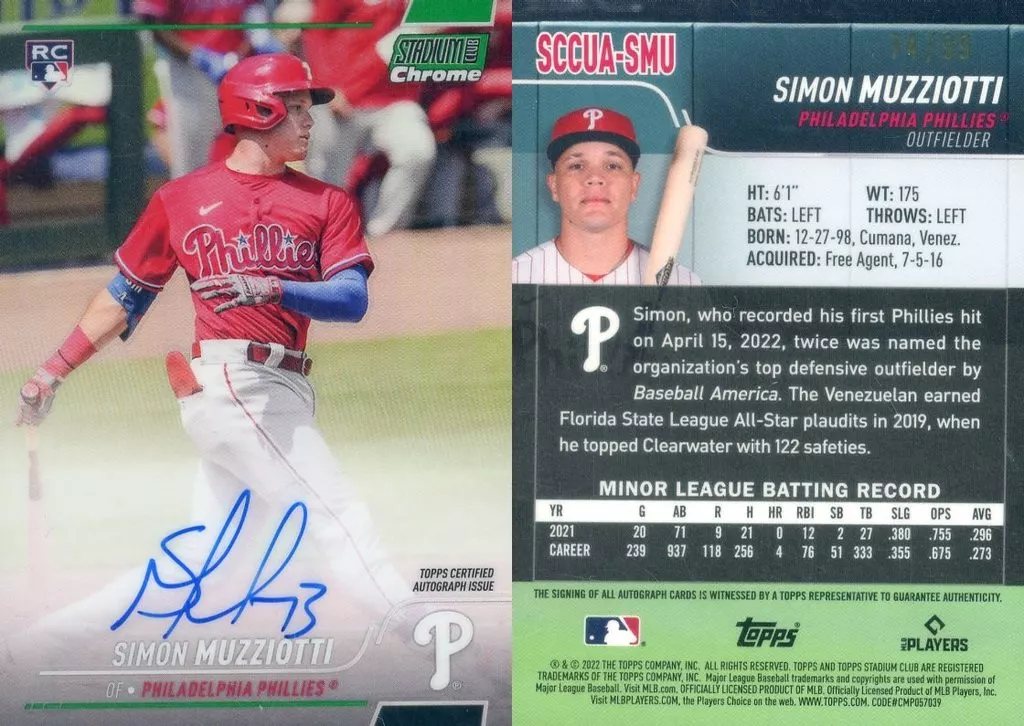 RC
STADIUM CLUB
Chrome
Phillies
TOPPS CERTIFIED
AUTOGRAPH ISSUE
SIMON MUZZIOTTI
P
OF • PHILADELPHIA PHILLIES®
SCCUA-SMU
SIMON MUZZIOTTI
PHILADELPHIA PHILLIES®
OUTFIELDER
P
HT: 6'1" WT: 175
BATS: LEFT THROWS: LEFT
BORN: 12-27-98, Cumana, Venez.
ACQUIRED: Free Agent, 7-5-16
P
Simon, who recorded his first Phillies hit
on April 15, 2022, twice was named the
organization's top defensive outfielder by
Baseball America. The Venezuelan earned
Florida State League All-Star plaudits in 2019, when
he topped Clearwater with 122 safeties.
MINOR LEAGUE BATTING RECORD
YR G AB R H HR RBI SB TB SLG OPS AVG
2021 20 71 9 21 0 12 2 27 .380 .755 .296
CAREER 239 937 118 256 4 76 51 333 .355 .675 .273
THE SIGNING OF ALL AUTOGRAPH CARDS IS WITNESSED BY A TOPPS REPRESENTATIVE TO GUARANTEE AUTHENTICITY.
topps®
MLB PLAYERS
® & © 2022 THE TOPPS COMPANY, INC. ALL RIGHTS RESERVED. TOPPS AND TOPPS STADIUM CLUB ARE REGISTERED
TRADEMARKS OF THE TOPPS COMPANY, INC. Major League Baseball trademarks and copyrights are used with permission of
Major League Baseball. Visit MLB.com. OFFICIALLY LICENSED PRODUCT OF MLB. Officially Licensed Product of MLB Players, Inc.
Visit MLBPLAYERS.COM, the Players Choice on the web. WWW.TOPPS.COM. CODE#CMP057039